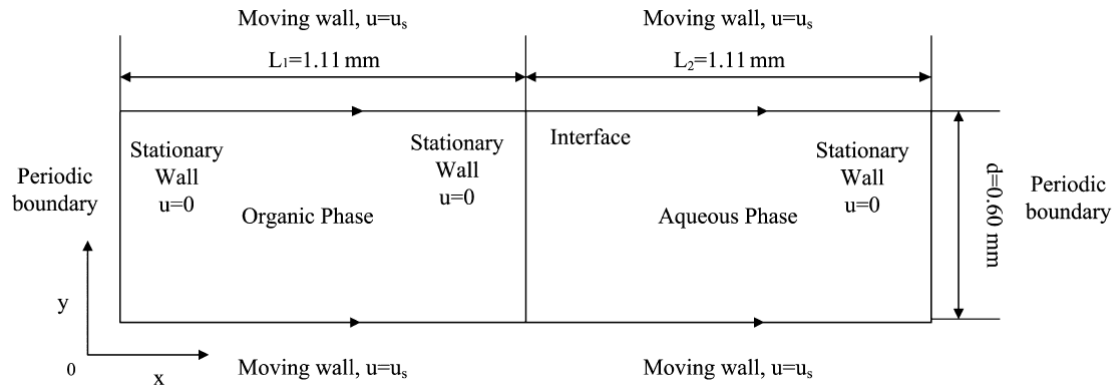 Moving wall, u=uₛ
Moving wall, u=uₛ
L₁=1.11 mm
L₂=1.11 mm
Stationary
Wall
u=0
Stationary
Wall
u=0
Interface
Stationary
Wall
u=0
Periodic
boundary
Organic Phase
Aqueous Phase
d=0.60 mm
Periodic
boundary
y
0
x
Moving wall, u=uₛ
Moving wall, u=uₛ